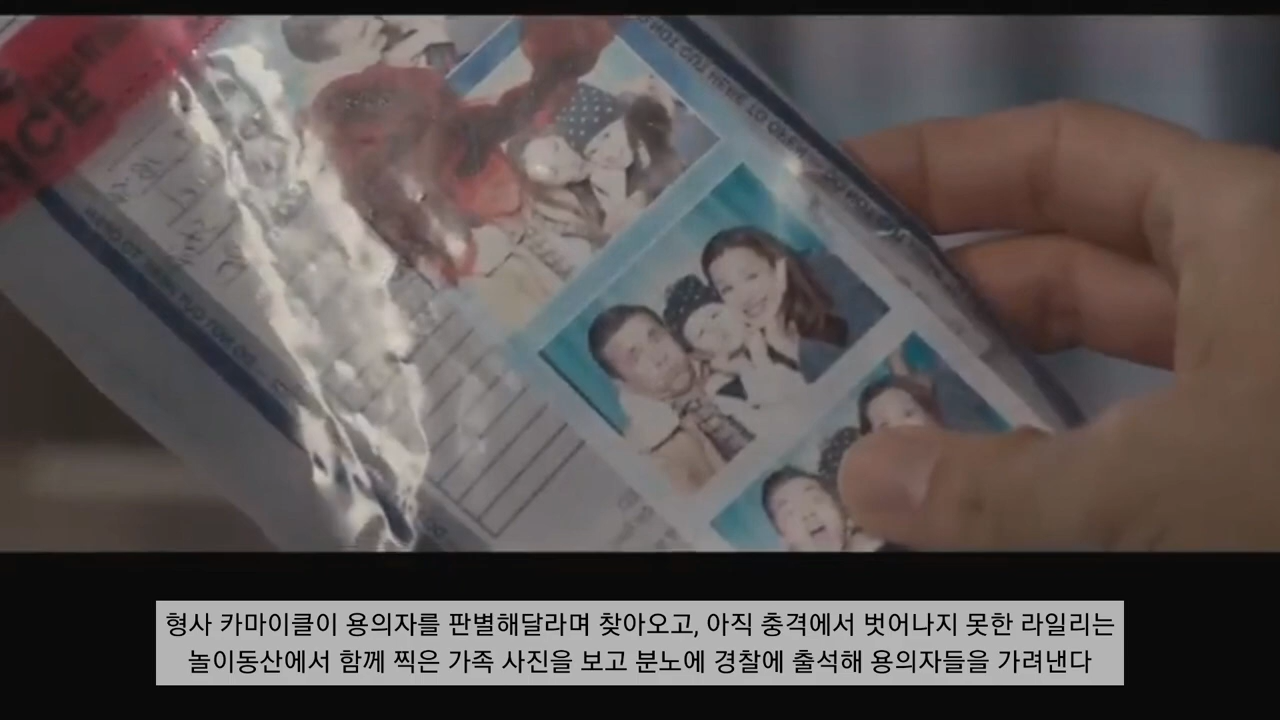 형사 카마이클이 용의자를 판별해달라며 찾아오고, 아직 충격에서 벗어나지 못한 라일리는
놀이동산에서 함께 찍은 가족 사진을 보고 분노에 경찰에 출석해 용의자들을 가려낸다